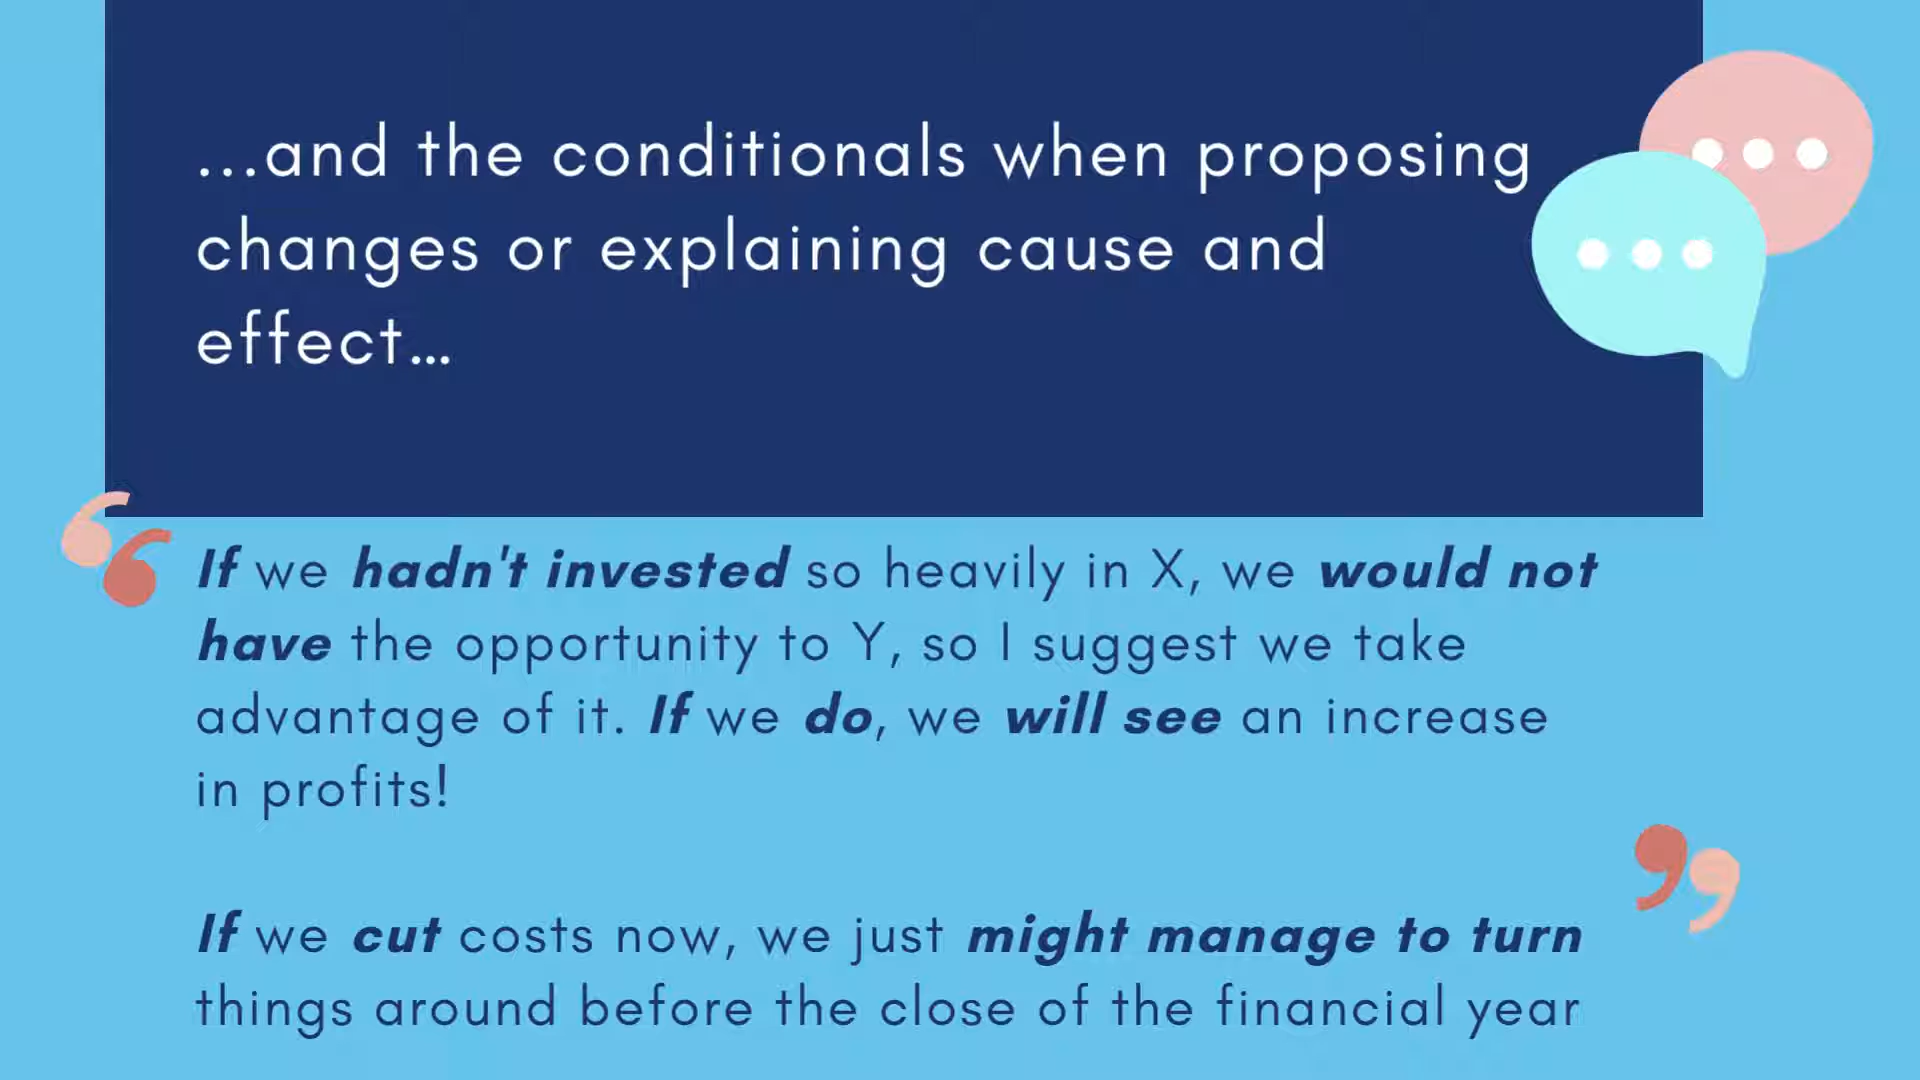 ...and the conditionals when proposing
changes or explaining cause and
effect...
If we hadn't invested so heavily in X, we would not
have the opportunity to Y, so I suggest we take
advantage of it. If we do, we will see an increase
in profits!
If we cut costs now, we just might manage to turn
things around before the close of the financial year